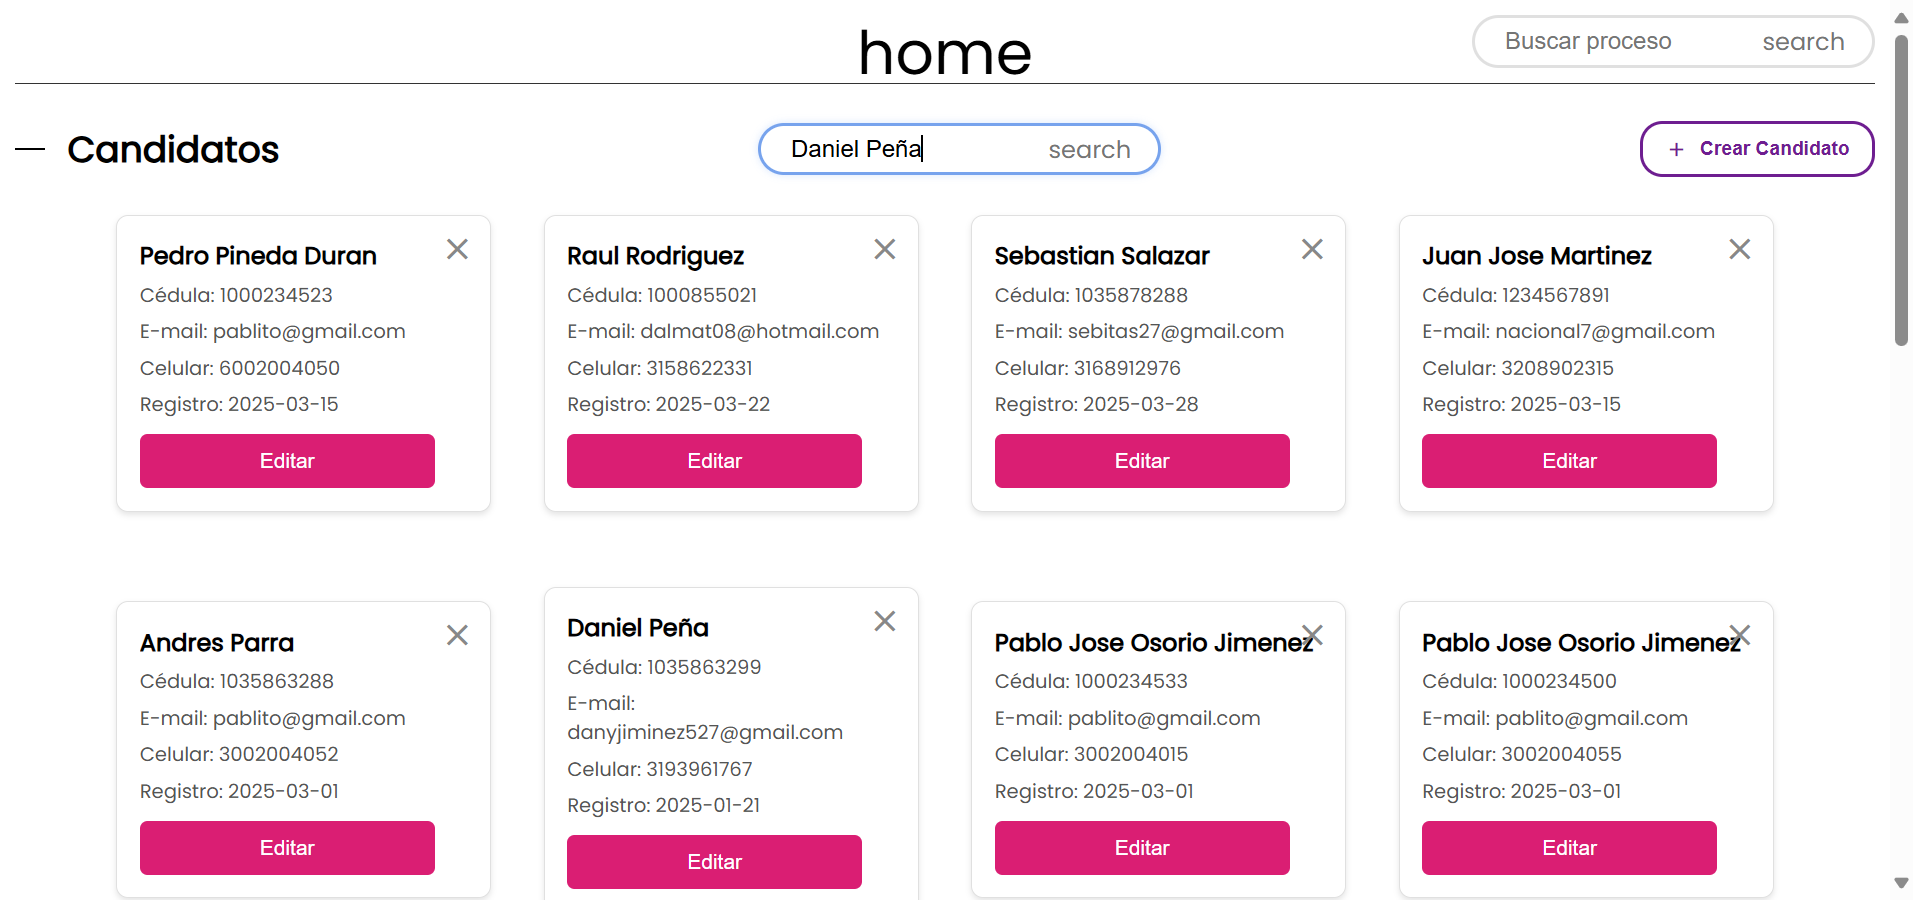 home
Buscar proceso search
Candidatos
Daniel Peña search
+ Crear Candidato
Pedro Pineda Duran
Cédula: 1000234523
E-mail: pablito@gmail.com
Celular: 6002004050
Registro: 2025-03-15
Editar
Raul Rodriguez
Cédula: 1000855021
E-mail: dalmat08@hotmail.com
Celular: 3158622331
Registro: 2025-03-22
Editar
Sebastian Salazar
Cédula: 1035878288
E-mail: sebitas27@gmail.com
Celular: 3168912976
Registro: 2025-03-28
Editar
Juan Jose Martinez
Cédula: 1234567891
E-mail: nacional7@gmail.com
Celular: 3208902315
Registro: 2025-03-15
Editar
Andres Parra
Cédula: 1035863288
E-mail: pablito@gmail.com
Celular: 3002004052
Registro: 2025-03-01
Editar
Daniel Peña
Cédula: 1035863299
E-mail:
danyjiminez527@gmail.com
Celular: 3193961767
Registro: 2025-01-21
Editar
Pablo Jose Osorio Jimenez
Cédula: 1000234533
E-mail: pablito@gmail.com
Celular: 3002004015
Registro: 2025-03-01
Editar
Pablo Jose Osorio Jimenez
Cédula: 1000234500
E-mail: pablito@gmail.com
Celular: 3002004055
Registro: 2025-03-01
Editar